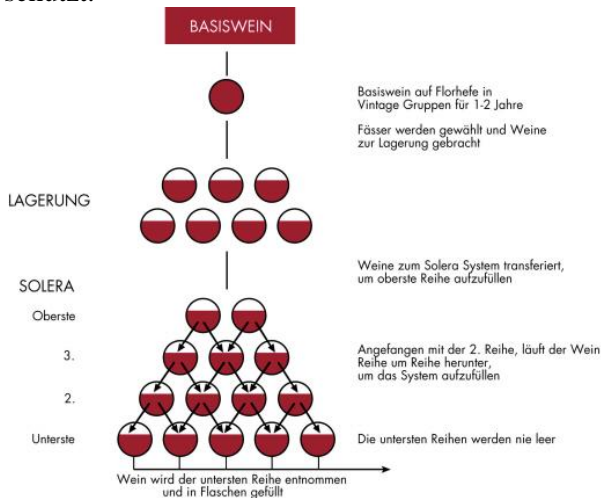 BASISWEIN
Basiswein auf Florhefe in
Vintage Gruppen für 1-2 Jahre
Fässer werden gewählt und Weine
zur Lagerung gebracht
LAGERUNG
Weine zum Solera System transferiert,
um oberste Reihe aufzufüllen
SOLERA
Oberste
3.
Angefangen mit der 2. Reihe, läuft der Wein
Reihe um Reihe herunter,
um das System aufzufüllen
2.
Unterste
Die untersten Reihen werden nie leer
Wein wird der untersten Reihe entnommen
und in Flaschen gefüllt